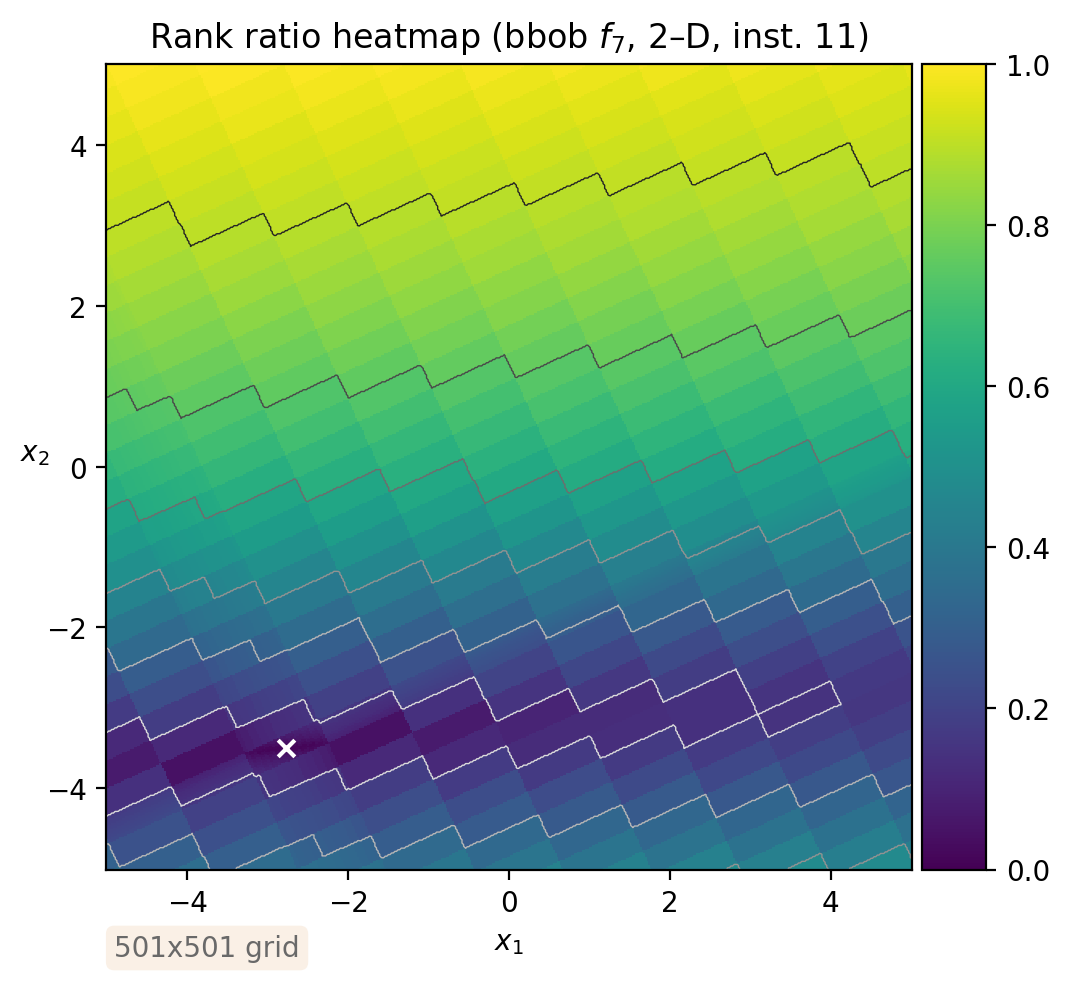 Rank ratio heatmap (bbob f₇, 2–D, inst. 11)
1.0
4
0.8
2
0.6
x₂ 0
0.4
−2
0.2
−4
0.0
−4 −2 0 2 4
x₁
501x501 grid